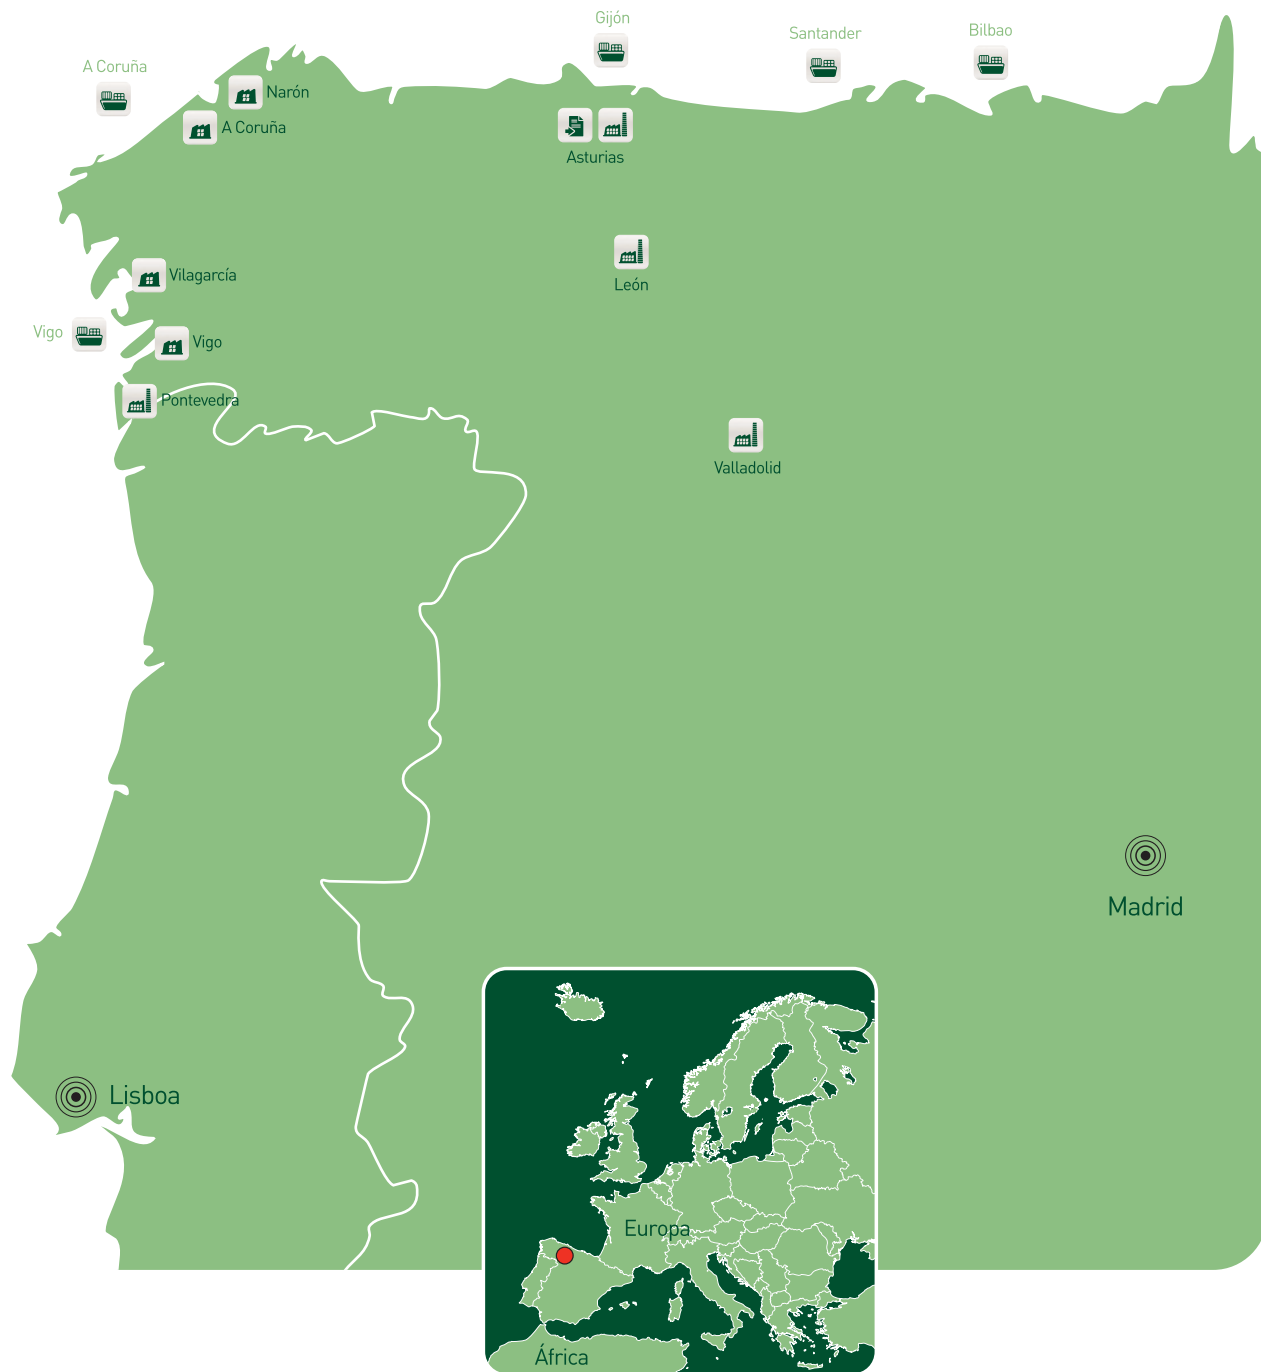 Gijón
Santander
Bilbao
A Coruña
Narón
A Coruña
Asturias
Vilagarcía
León
Vigo
Vigo
Pontevedra
Valladolid
Madrid
Lisboa
Europa
África